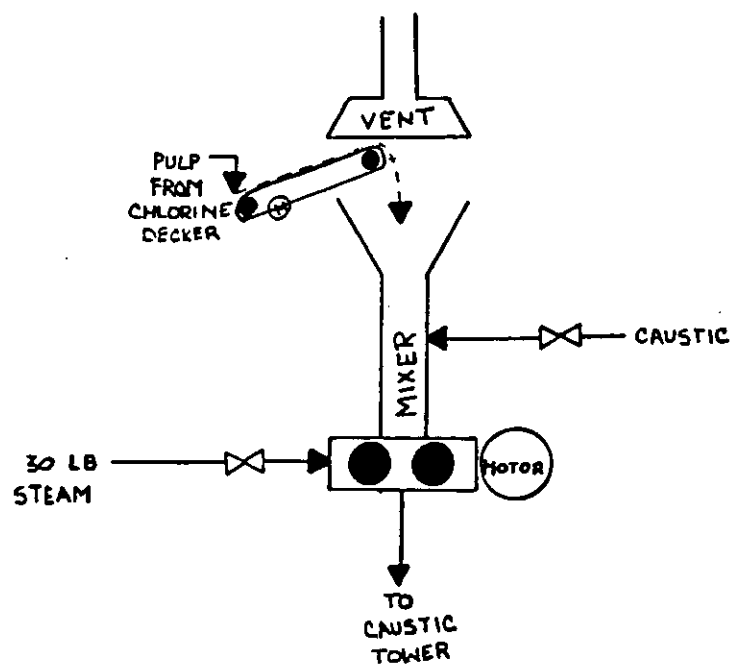 VENT
PULP
FROM
CHLORINE
DECKER
MIXER
CAUSTIC
30 LB
STEAM
MOTOR
TO
CAUSTIC
TOWER